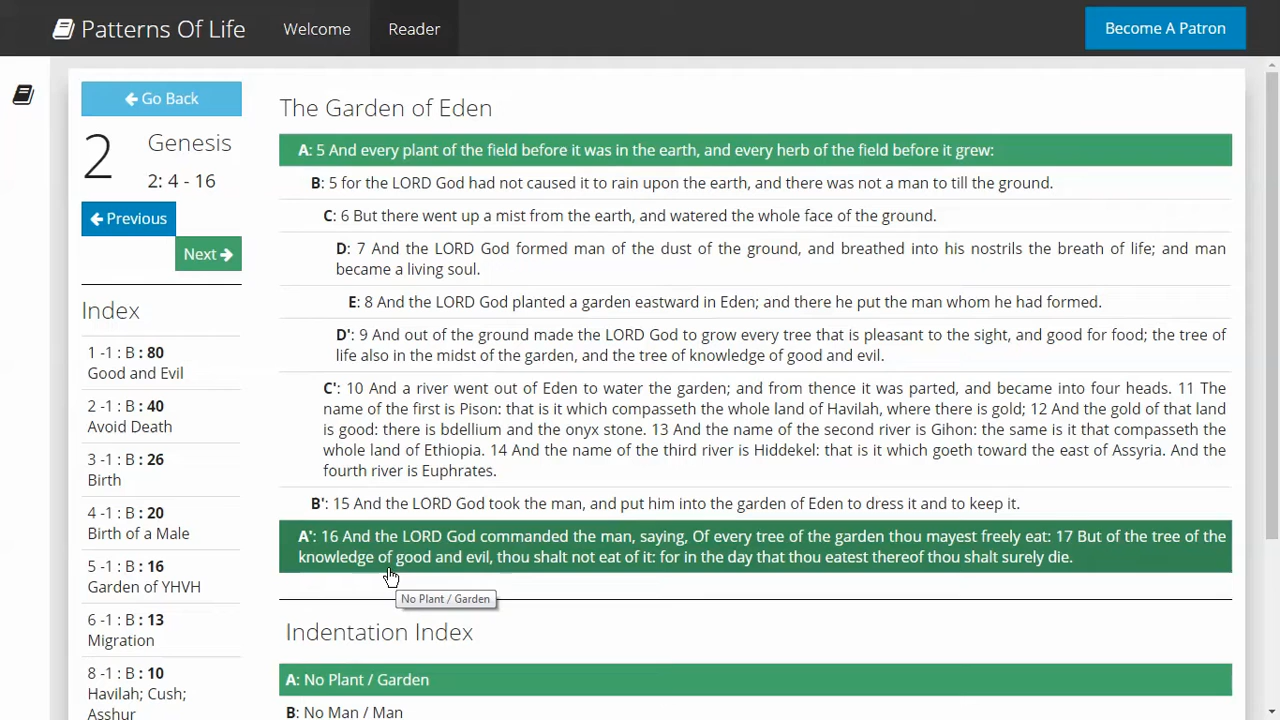 Patterns Of Life
Welcome
Reader
Become A Patron
Go Back
2
Genesis
2: 4 - 16
Previous
Next
Index
1 -1 : B : 80
Good and Evil
2 -1 : B : 40
Avoid Death
3 -1 : B : 26
Birth
4 -1 : B : 20
Birth of a Male
5 -1 : B : 16
Garden of YHVH
6 -1 : B : 13
Migration
8 -1 : B : 10
Havilah; Cush;
Asshur
The Garden of Eden
A: 5 And every plant of the field before it was in the earth, and every herb of the field before it grew:
B: 5 for the LORD God had not caused it to rain upon the earth, and there was not a man to till the ground.
C: 6 But there went up a mist from the earth, and watered the whole face of the ground.
D: 7 And the LORD God formed man of the dust of the ground, and breathed into his nostrils the breath of life; and man
became a living soul.
E: 8 And the LORD God planted a garden eastward in Eden; and there he put the man whom he had formed.
D': 9 And out of the ground made the LORD God to grow every tree that is pleasant to the sight, and good for food; the tree of
life also in the midst of the garden, and the tree of knowledge of good and evil.
C': 10 And a river went out of Eden to water the garden; and from thence it was parted, and became into four heads. 11 The
name of the first is Pison: that is it which compasseth the whole land of Havilah, where there is gold; 12 And the gold of that land
is good: there is bdellium and the onyx stone. 13 And the name of the second river is Gihon: the same is it that compasseth the
whole land of Ethiopia. 14 And the name of the third river is Hiddekel: that is it which goeth toward the east of Assyria. And the
fourth river is Euphrates.
B': 15 And the LORD God took the man, and put him into the garden of Eden to dress it and to keep it.
A': 16 And the LORD God commanded the man, saying, Of every tree of the garden thou mayest freely eat: 17 But of the tree of the
knowledge of good and evil, thou shalt not eat of it: for in the day that thou eatest thereof thou shalt surely die.
No Plant / Garden
Indentation Index
A: No Plant / Garden
B: No Man / Man